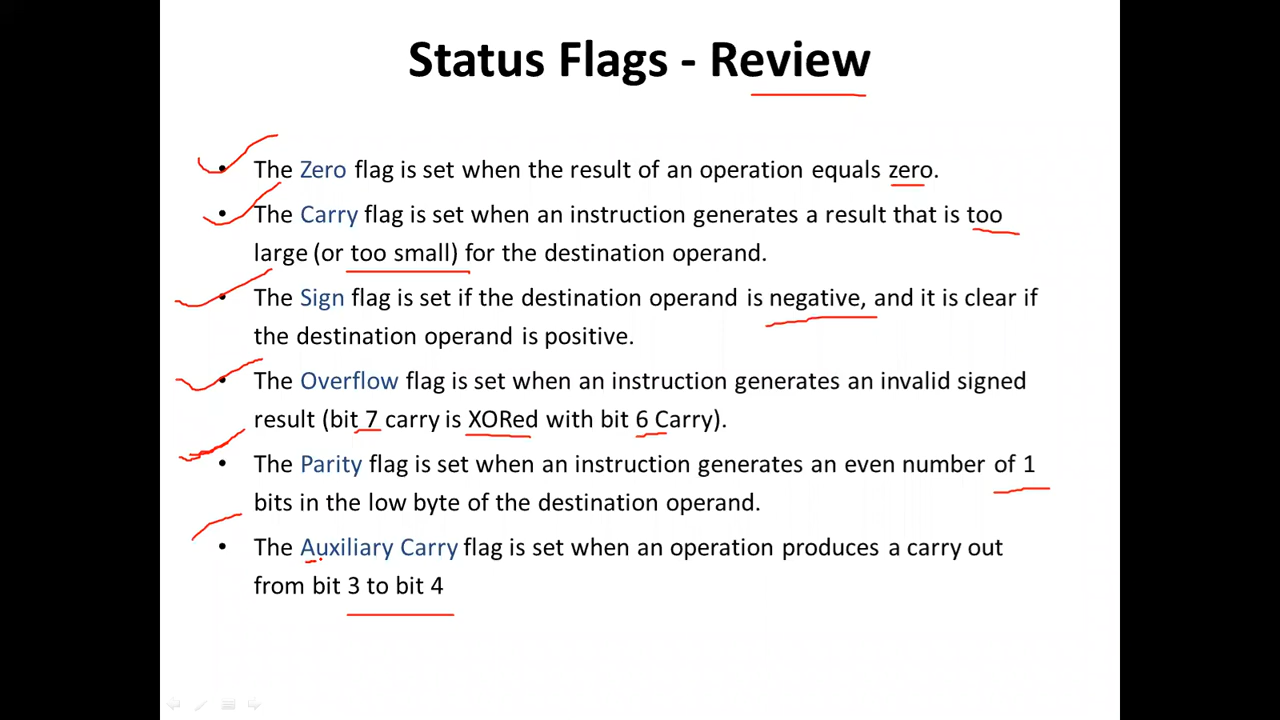 Status Flags - Review
• The Zero flag is set when the result of an operation equals zero.
• The Carry flag is set when an instruction generates a result that is too
large (or too small) for the destination operand.
• The Sign flag is set if the destination operand is negative, and it is clear if
the destination operand is positive.
• The Overflow flag is set when an instruction generates an invalid signed
result (bit 7 carry is XORed with bit 6 Carry).
• The Parity flag is set when an instruction generates an even number of 1
bits in the low byte of the destination operand.
• The Auxiliary Carry flag is set when an operation produces a carry out
from bit 3 to bit 4